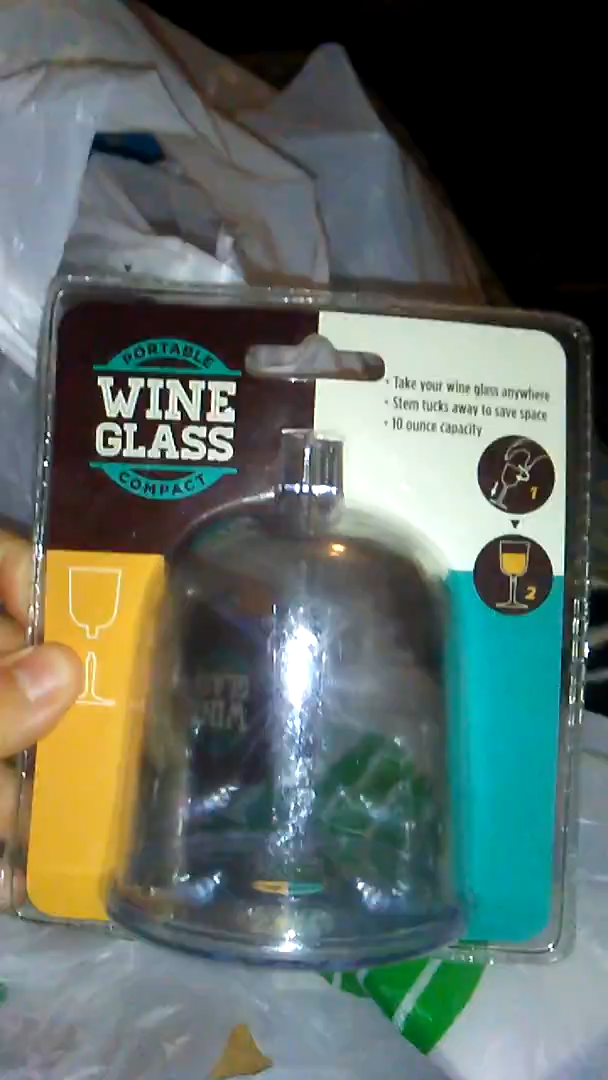 PORTABLE
WINE
GLASS
COMPACT
• Take your wine glass anywhere
• Stem tucks away to save space
• 10 ounce capacity
1
2